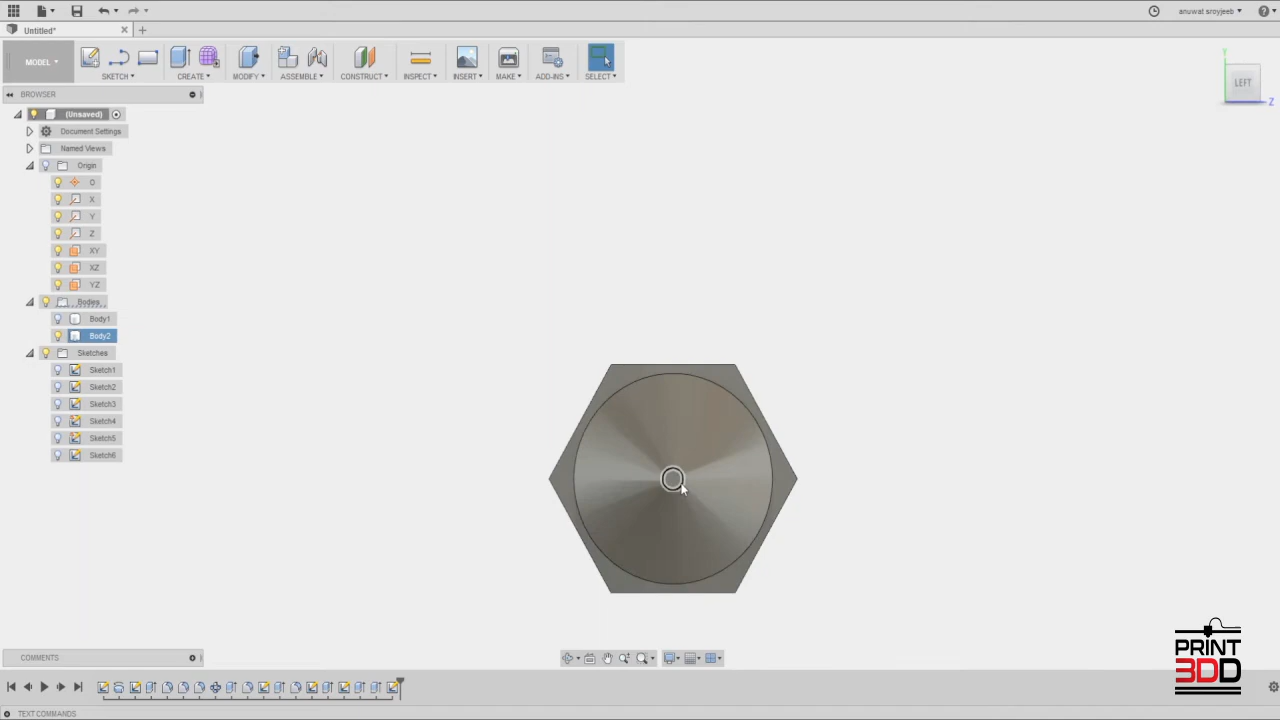 anuwat sroyjeeb
Untitled*
MODEL
SKETCH
CREATE
MODIFY
ASSEMBLE
CONSTRUCT
INSPECT
INSERT
MAKE
ADD-INS
SELECT
Y
LEFT
Z
BROWSER
(Unsaved)
Document Settings
Named Views
Origin
O
X
Y
Z
XY
XZ
YZ
Bodies
Body1
Body2
Sketches
Sketch1
Sketch2
Sketch3
Sketch4
Sketch5
Sketch6
COMMENTS
PRINT
3DD
TEXT COMMANDS